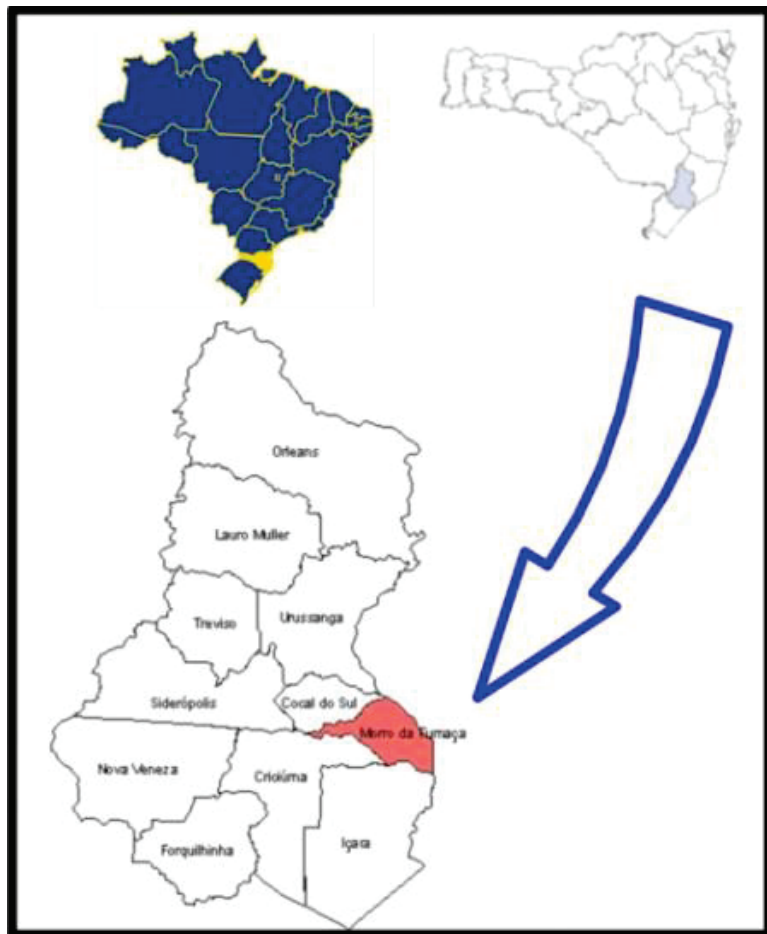 Orleans
Lauro Muller
Treviso
Urussanga
Siderópolis
Cocal do Sul
Morro da Fumaça
Nova Veneza
Criciúma
Forquilhinha
Içara